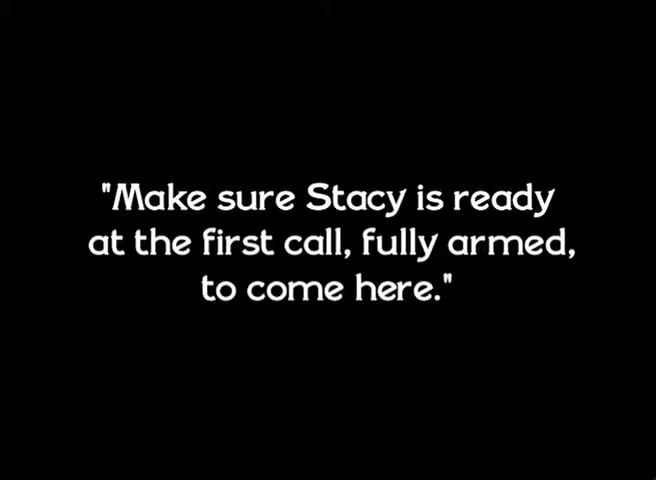 "Make sure Stacy is ready
at the first call, fully armed,
to come here."